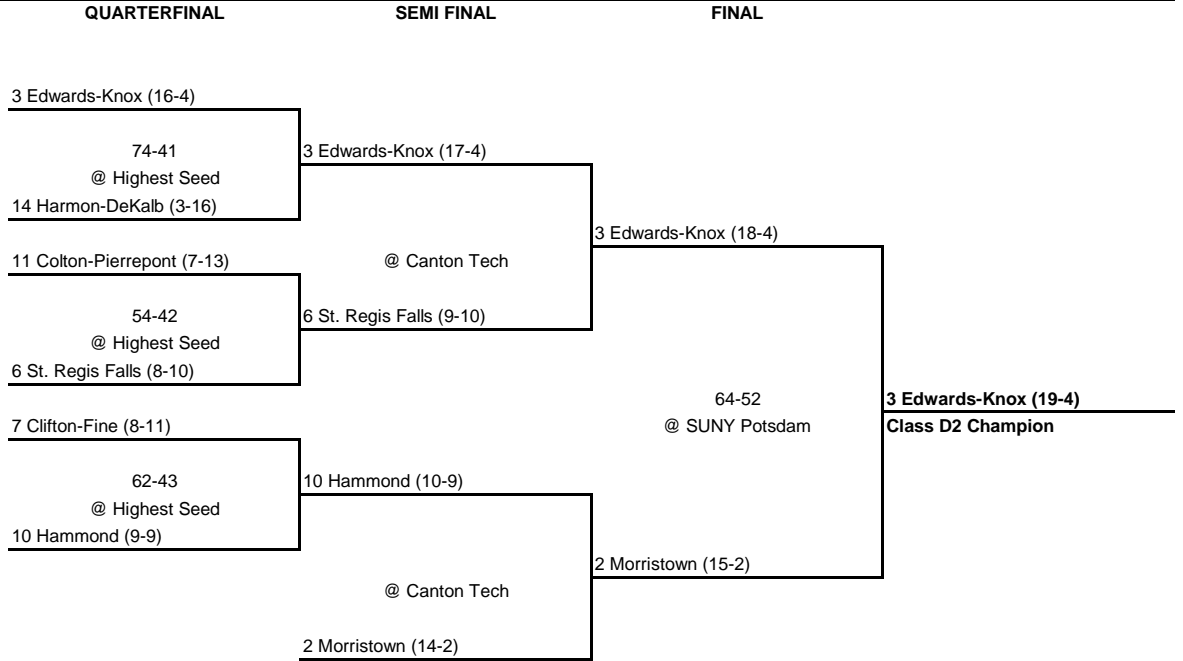 QUARTERFINAL SEMI FINAL FINAL
3 Edwards-Knox (16-4)
74-41 3 Edwards-Knox (17-4)
@ Highest Seed
14 Harmon-DeKalb (3-16)
3 Edwards-Knox (18-4)
11 Colton-Pierrepont (7-13) @ Canton Tech
54-42 6 St. Regis Falls (9-10)
@ Highest Seed
6 St. Regis Falls (8-10)
64-52 3 Edwards-Knox (19-4)
7 Clifton-Fine (8-11) @ SUNY Potsdam Class D2 Champion
62-43 10 Hammond (10-9)
@ Highest Seed
10 Hammond (9-9)
2 Morristown (15-2)
@ Canton Tech
2 Morristown (14-2)